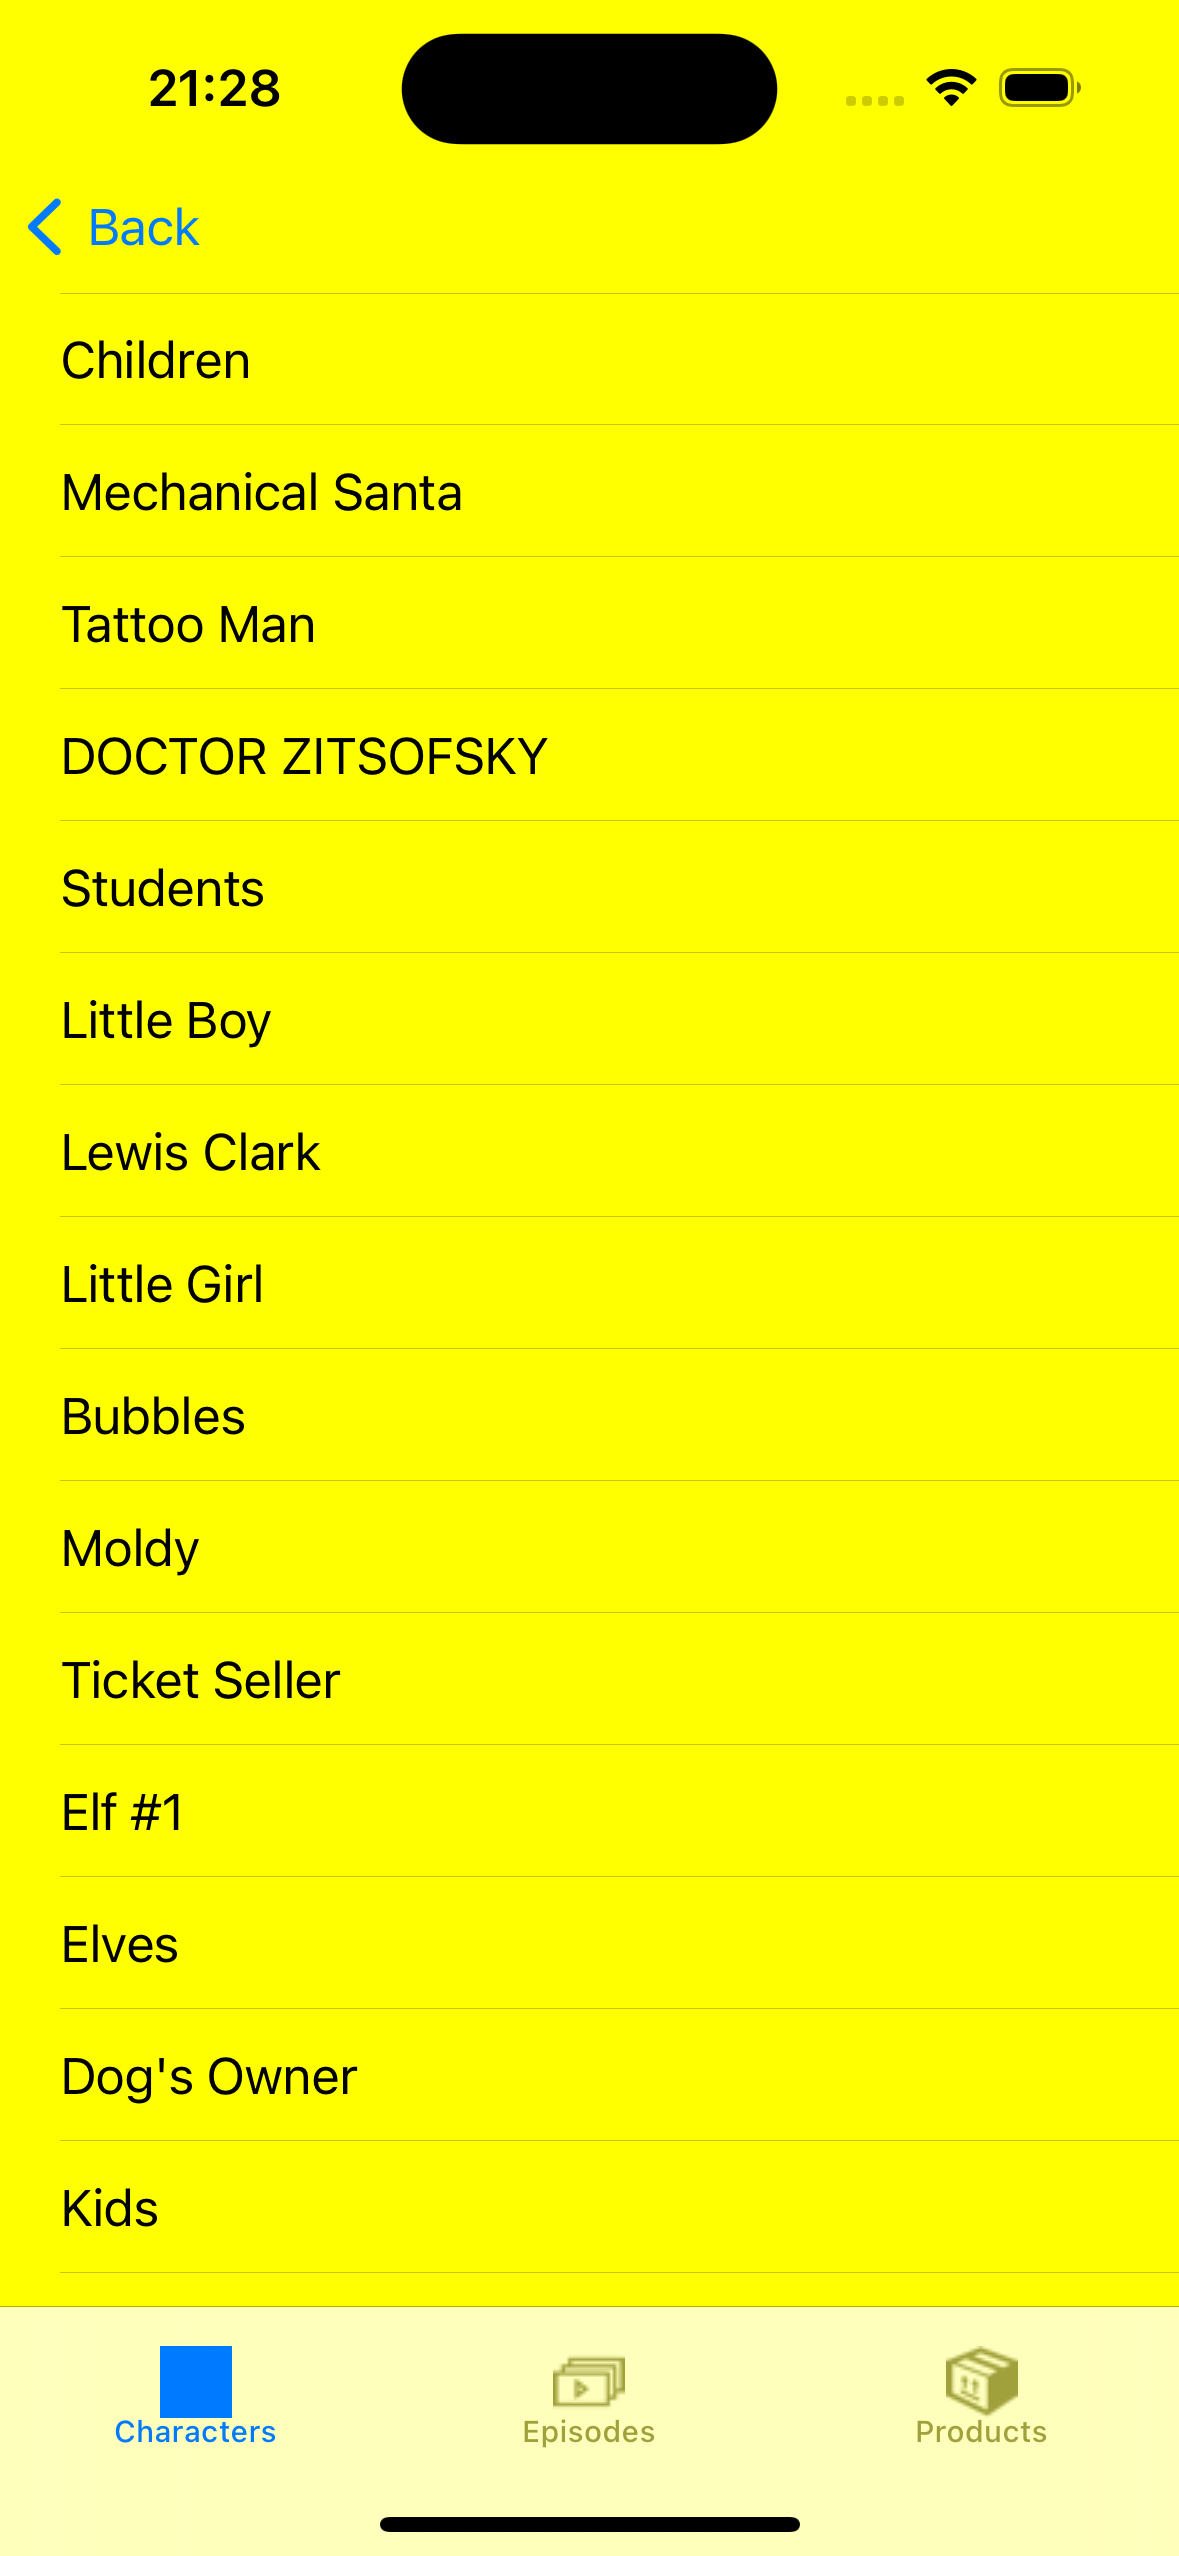 21:28
Back
Children
Mechanical Santa
Tattoo Man
DOCTOR ZITSOFSKY
Students
Little Boy
Lewis Clark
Little Girl
Bubbles
Moldy
Ticket Seller
Elf #1
Elves
Dog's Owner
Kids
Characters
Episodes
Products